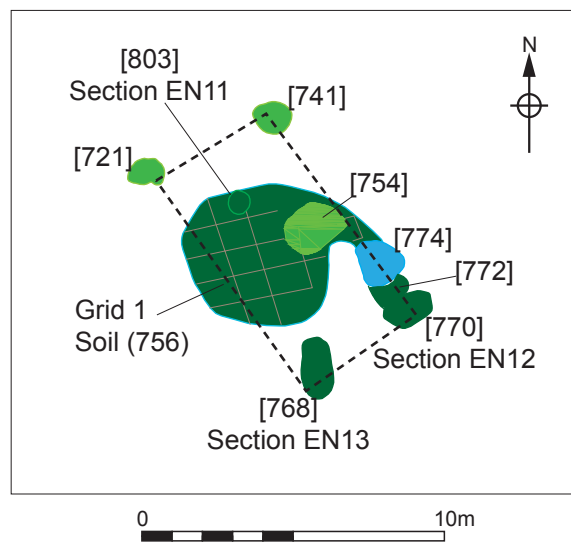 [803]
Section EN11
N
[741]
[721]
[754]
[774]
[772]
Grid 1
Soil (756)
[770]
Section EN12
[768]
Section EN13
0
10m